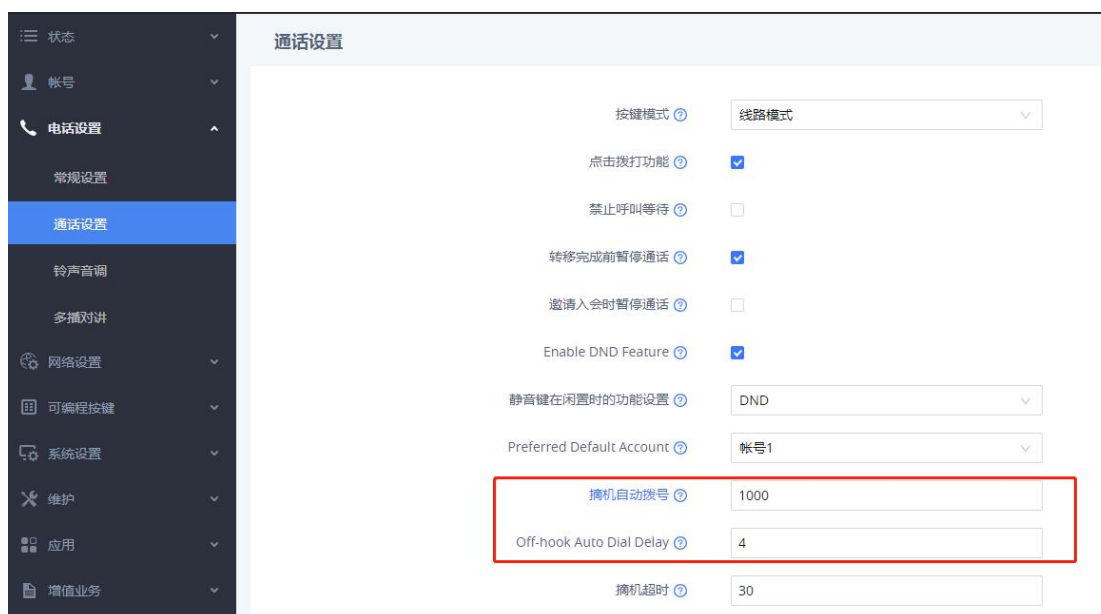 状态
帐号
电话设置
常规设置
通话设置
铃声音调
多播对讲
网络设置
可编程按键
系统设置
维护
应用
增值业务
通话设置
按键模式 线路模式
点击拨打功能
禁止呼叫等待
转移完成前暂停通话
邀请入会时暂停通话
Enable DND Feature
静音键在闲置时的功能设置 DND
Preferred Default Account 帐号1
摘机自动拨号 1000
Off-hook Auto Dial Delay 4
摘机超时 30